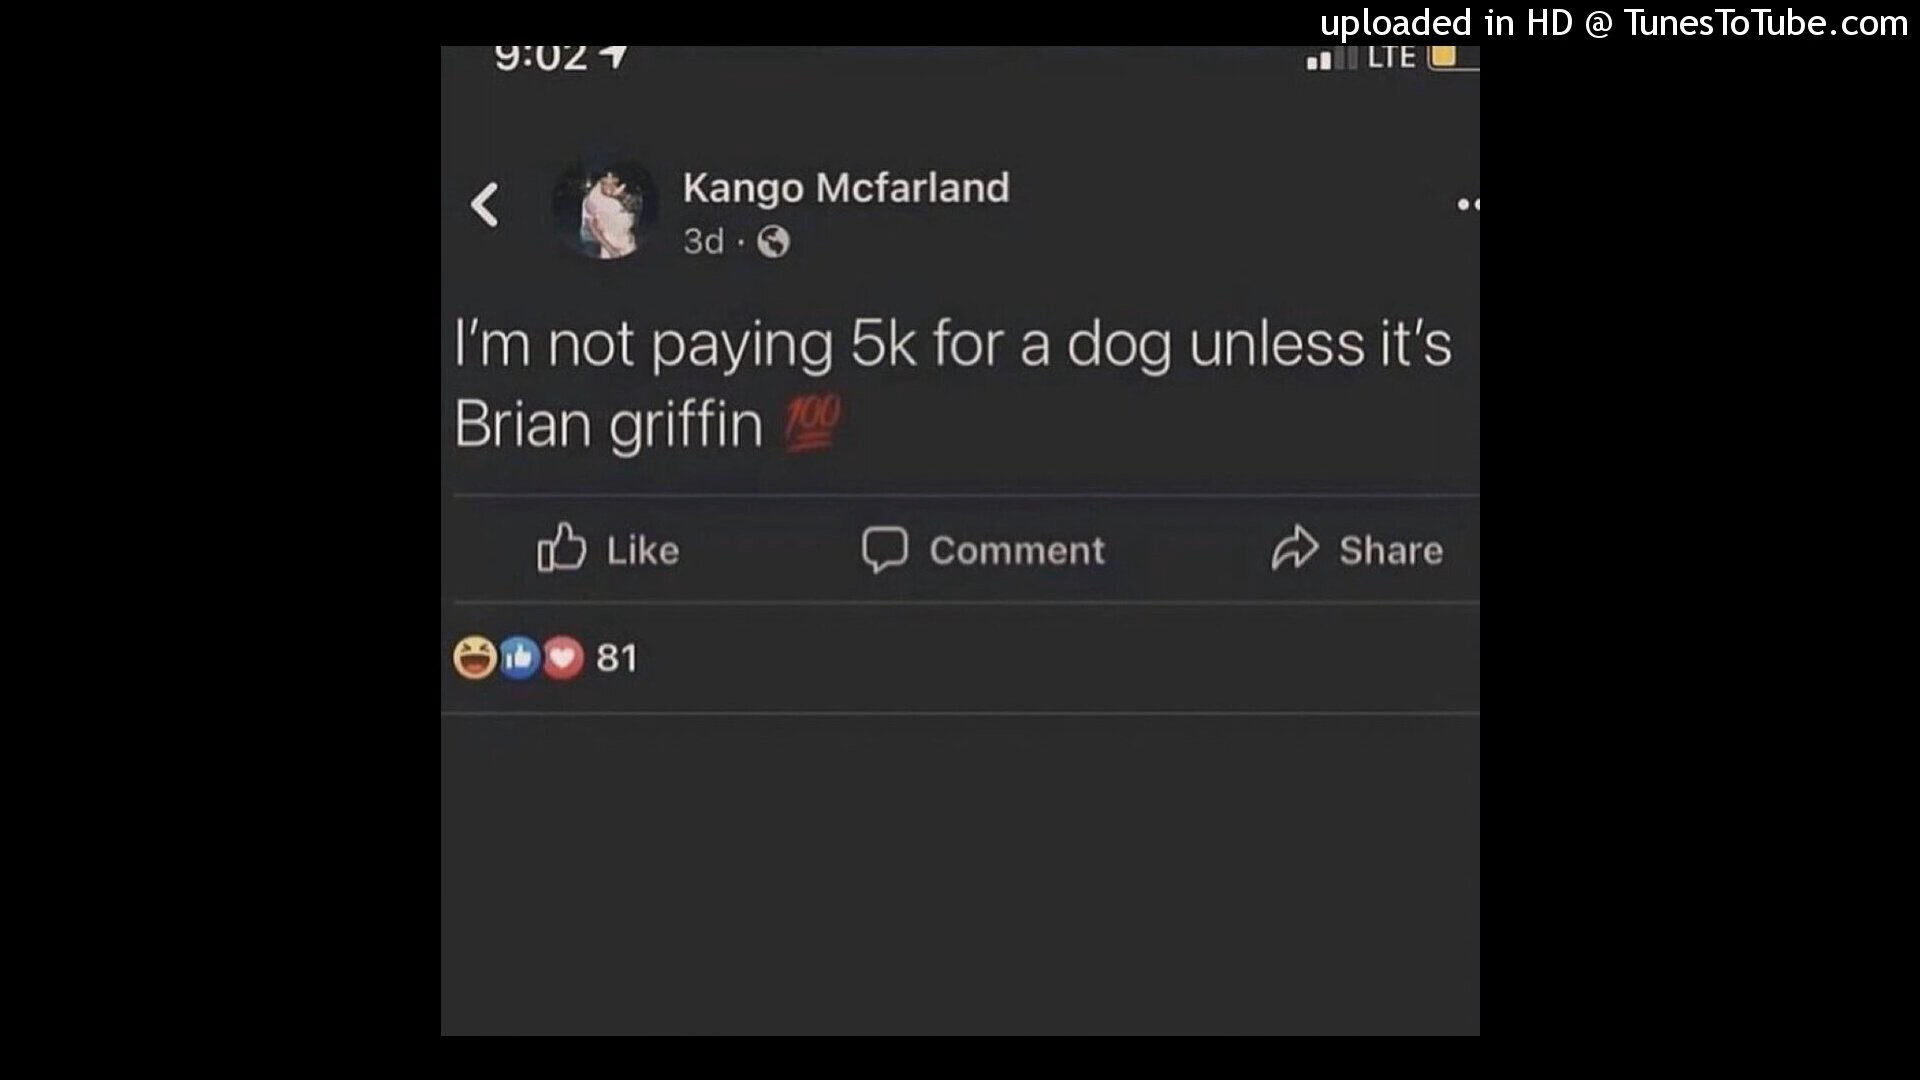 uploaded in HD @ TunesToTube.com
9:02
LTE
Kango Mcfarland
3d ·
I'm not paying 5k for a dog unless it's
Brian griffin 💯
Like
Comment
Share
81